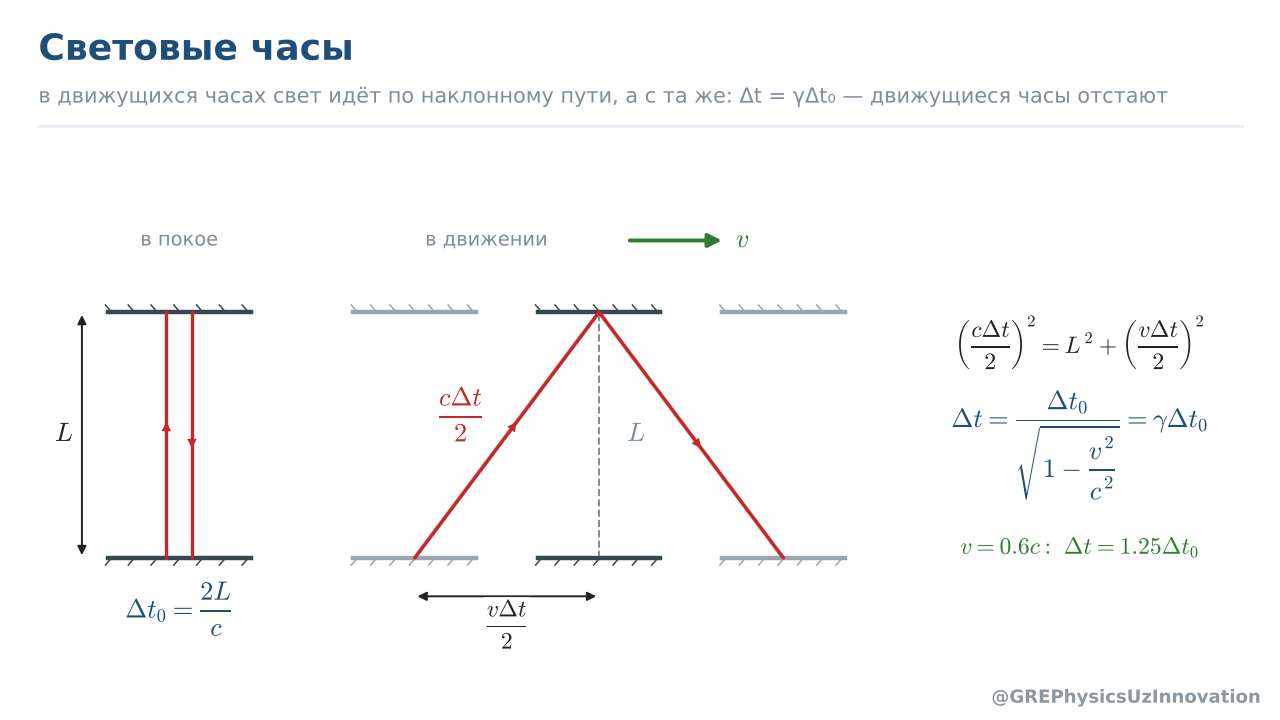 Световые часы
в движущихся часах свет идёт по наклонному пути, а c та же: Δt = γΔt₀ — движущиеся часы отстают
в покое
в движении
v
L
cΔt/2
L
(cΔt/2)² = L² + (vΔt/2)²
Δt = Δt₀/√(1 − v²/c²) = γΔt₀
v = 0.6c : Δt = 1.25Δt₀
Δt₀ = 2L/c
vΔt/2
@GREPhysicsUzInnovation